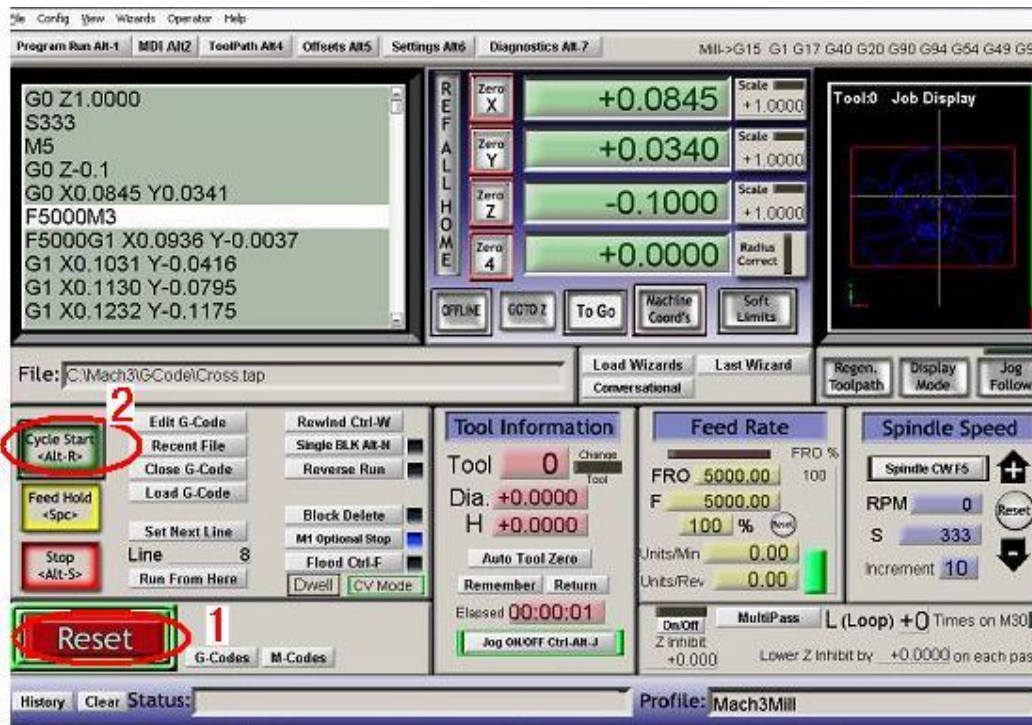 File Config View Wizards Operator Help
Program Run Alt-1 MDI Alt2 ToolPath Alt4 Offsets Alt5 Settings Alt6 Diagnostics Alt-7 Mill->G15 G1 G17 G40 G20 G90 G94 G54 G49
G0 Z1.0000
S333
M5
G0 Z-0.1
G0 X0.0845 Y0.0341
F5000M3
F5000G1 X0.0936 Y-0.0037
G1 X0.1031 Y-0.0416
G1 X0.1130 Y-0.0795
G1 X0.1232 Y-0.1175
REF ALL HOME
Zero X +0.0845 Scale +1.0000
Zero Y +0.0340 Scale +1.0000
Zero Z -0.1000 Scale +1.0000
Zero 4 +0.0000 Radius Correct
OFFLINE GOTO Z To Go Machine Coord's Soft Limits
Tool:0 Job Display
File: C:\Mach3\GCode\Cross.tap
Load Wizards Last Wizard
Conversational
Regen. Toolpath Display Mode Jog Follow
2
Cycle Start <Alt-R>
Feed Hold <Spc>
Stop <Alt-S>
Edit G-Code
Recent File
Close G-Code
Load G-Code
Set Next Line
Line 8
Run From Here
Rewind Ctrl-W
Single BLK Alt-N
Reverse Run
Block Delete
M1 Optional Stop
Flood Ctrl-F
Dwell CV Mode
Reset
1
G-Codes M-Codes
Tool Information
Tool 0 Change Tool
Dia. +0.0000
H +0.0000
Auto Tool Zero
Remember Return
Elapsed 00:00:01
Jog ON/OFF Ctrl-Alt-J
Feed Rate
FRO %
FRO 5000.00 100
F 5000.00
100 % Reset
Units/Min 0.00
Units/Rev 0.00
Spindle Speed
Spindle CW F5
RPM 0 Reset
S 333
Increment 10
On/Off MultiPass L (Loop) +0 Times on M30
Z Inhibit
+0.000 Lower Z Inhibit by +0.0000 on each pas
History Clear Status: Profile: Mach3Mill